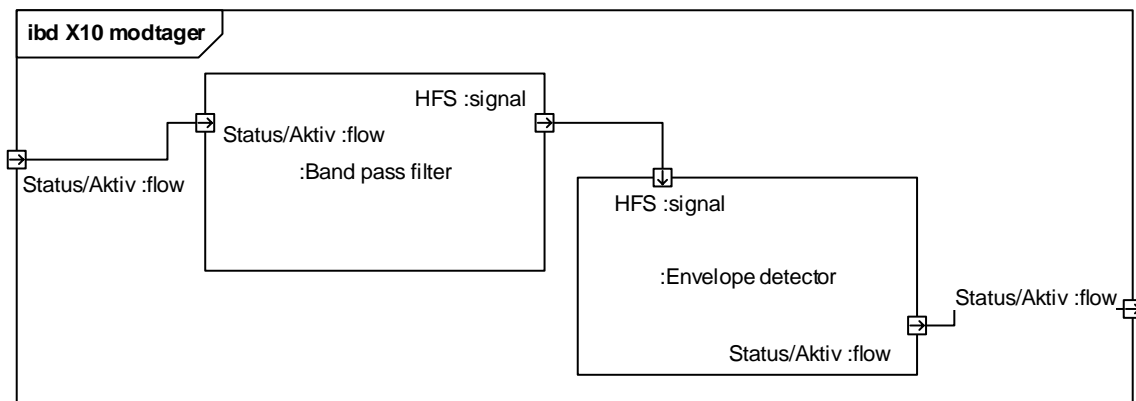 ibd X10 modtager
HFS :signal
Status/Aktiv :flow
:Band pass filter
Status/Aktiv :flow
HFS :signal
:Envelope detector
Status/Aktiv :flow
Status/Aktiv :flow